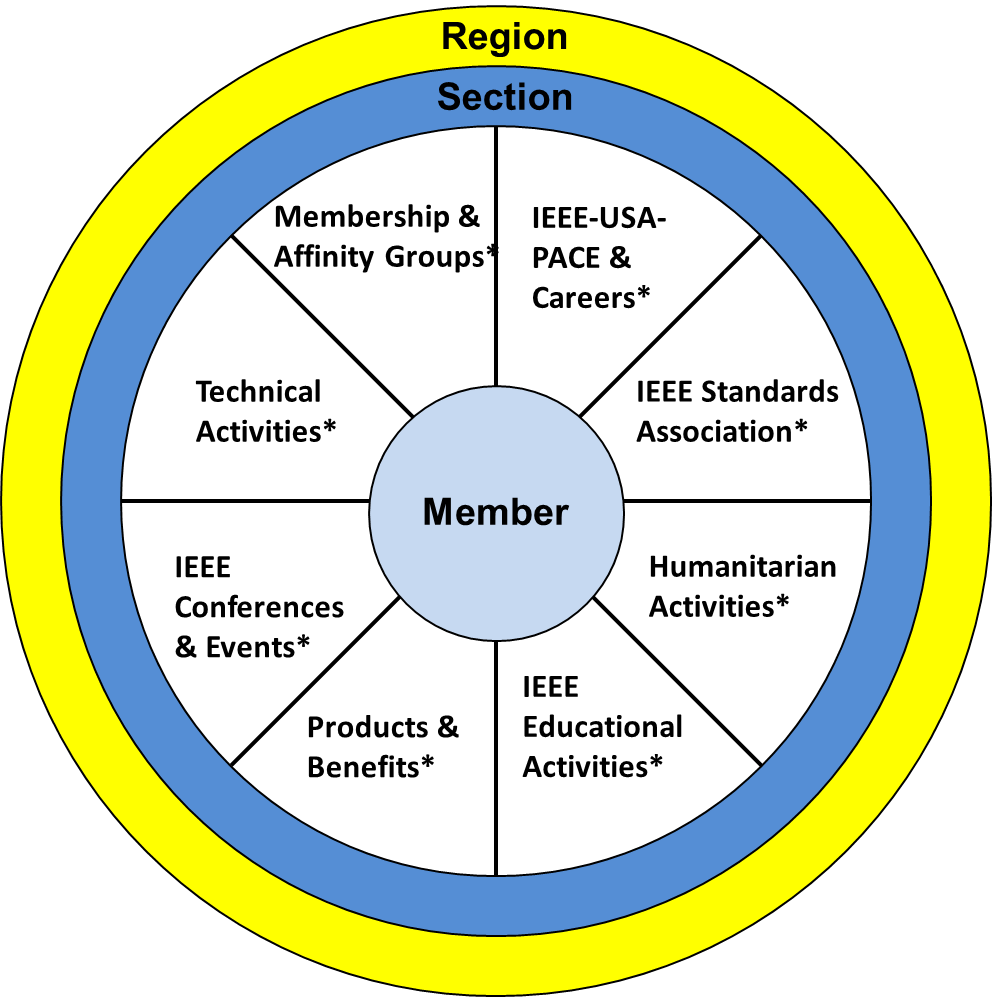 Region
Section
Membership &
Affinity Groups*
IEEE-USA-
PACE &
Careers*
Technical
Activities*
IEEE Standards
Association*
Member
IEEE
Conferences
& Events*
Humanitarian
Activities*
Products &
Benefits*
IEEE
Educational
Activities*